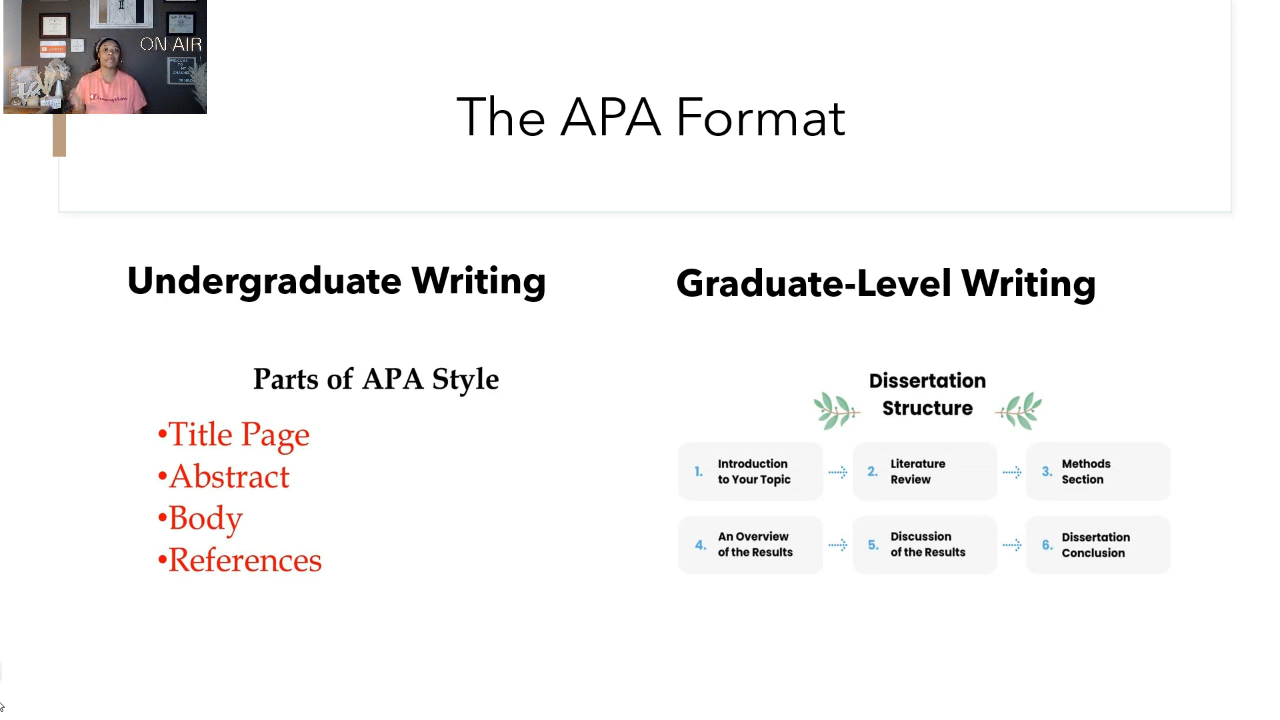 ON AIR
The APA Format
Undergraduate Writing
Parts of APA Style
•Title Page
•Abstract
•Body
•References
Graduate-Level Writing
Dissertation
Structure
1. Introduction
to Your Topic
2. Literature
Review
3. Methods
Section
4. An Overview
of the Results
5. Discussion
of the Results
6. Dissertation
Conclusion